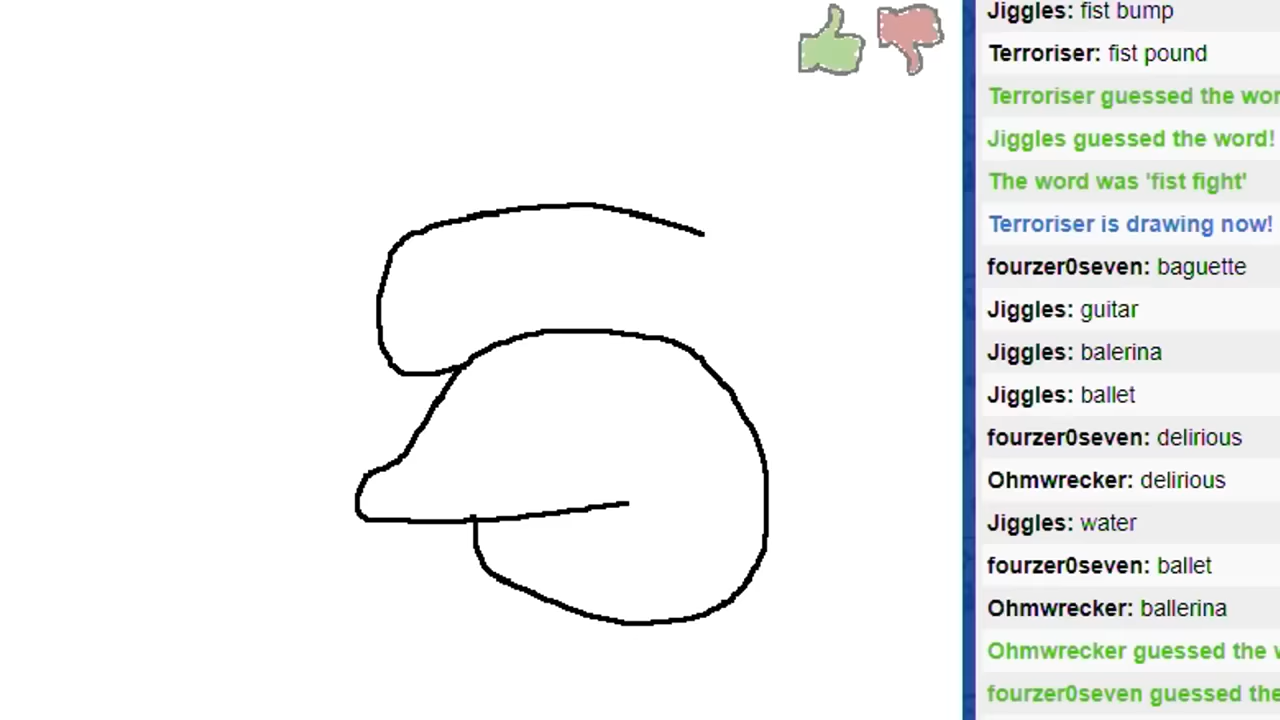 Jiggles: fist bump
Terroriser: fist pound
Terroriser guessed the wor
Jiggles guessed the word!
The word was 'fist fight'
Terroriser is drawing now!
fourzer0seven: baguette
Jiggles: guitar
Jiggles: balerina
Jiggles: ballet
fourzer0seven: delirious
Ohmwrecker: delirious
Jiggles: water
fourzer0seven: ballet
Ohmwrecker: ballerina
Ohmwrecker guessed the w
fourzer0seven guessed the